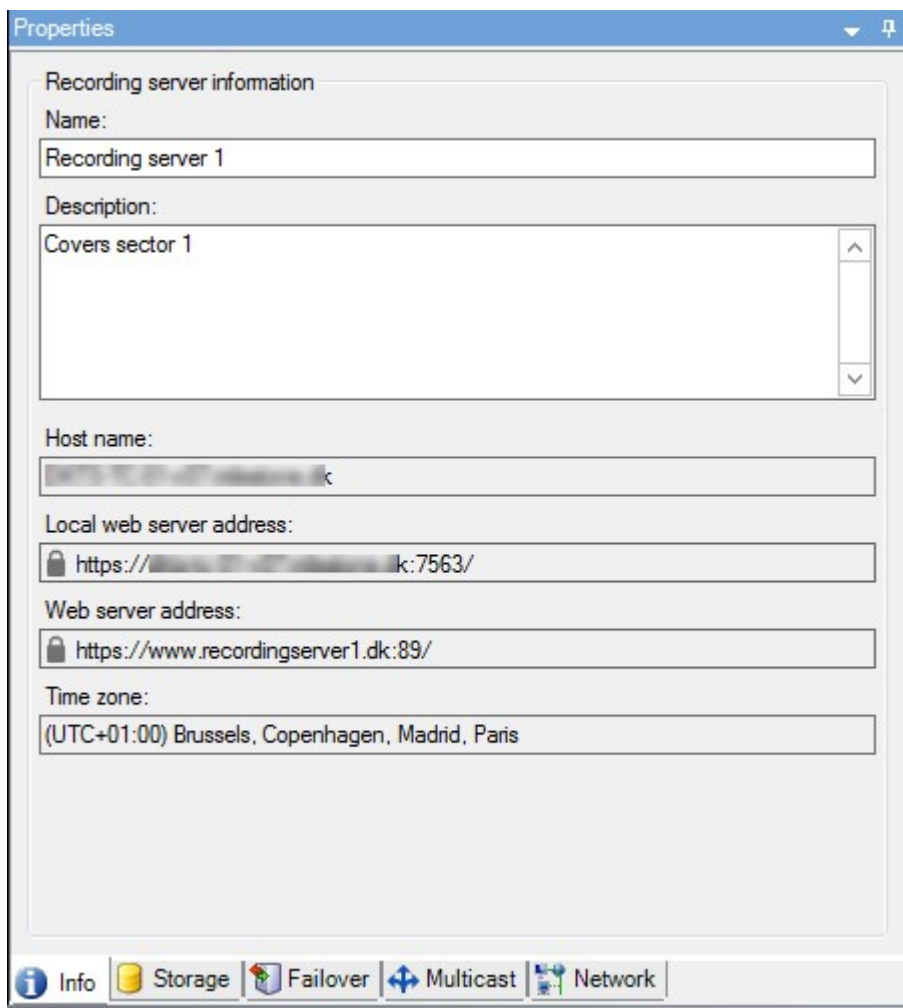 Properties
Recording server information
Name:
Recording server 1
Description:
Covers sector 1
Host name:
k
Local web server address:
https:// k:7563/
Web server address:
https://www.recordingserver1.dk:89/
Time zone:
(UTC+01:00) Brussels, Copenhagen, Madrid, Paris
Info Storage Failover Multicast Network